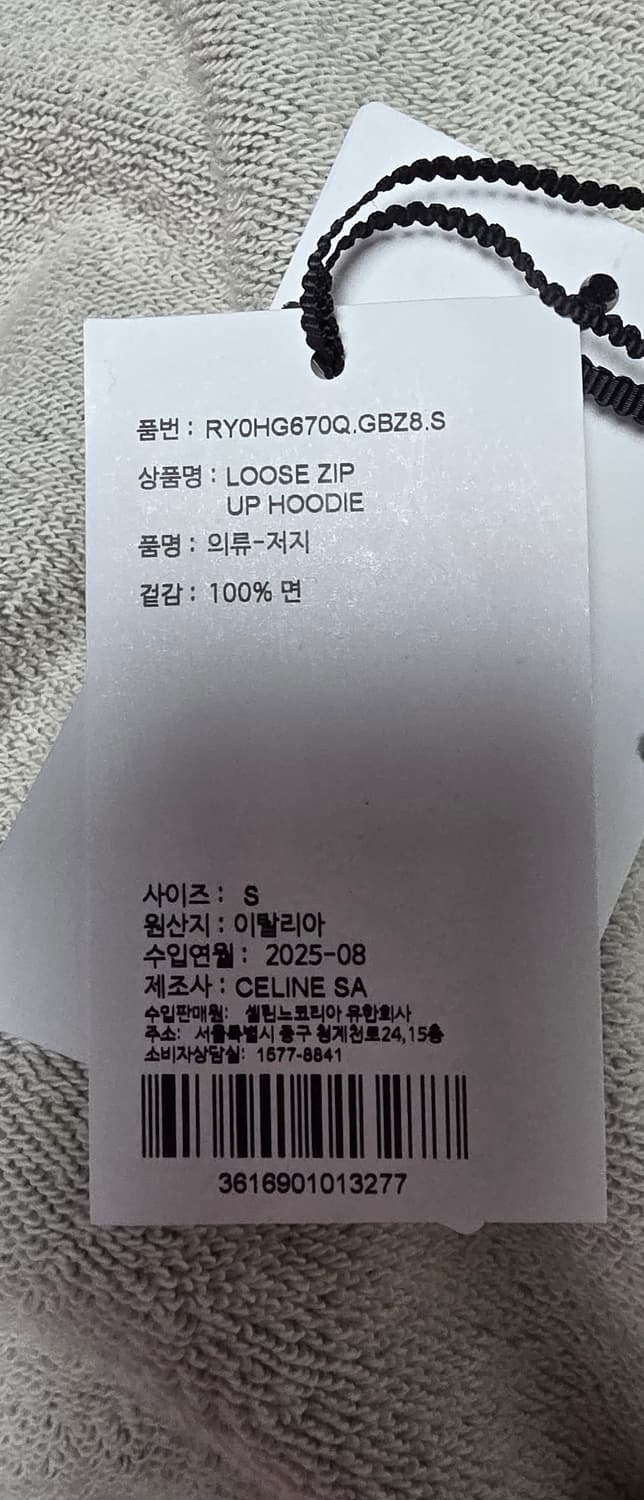 품번 : RY0HG670Q.GBZ8.S
상품명 : LOOSE ZIP
UP HOODIE
품명 : 의류-저지
겉감 : 100% 면
사이즈 : S
원산지 : 이탈리아
수입연월 : 2025-08
제조사 : CELINE SA
수입판매원: 셀린느코리아 유한회사
주소: 서울특별시 중구 청계천로24,15층
소비자상담실: 1577-8841
3616901013277